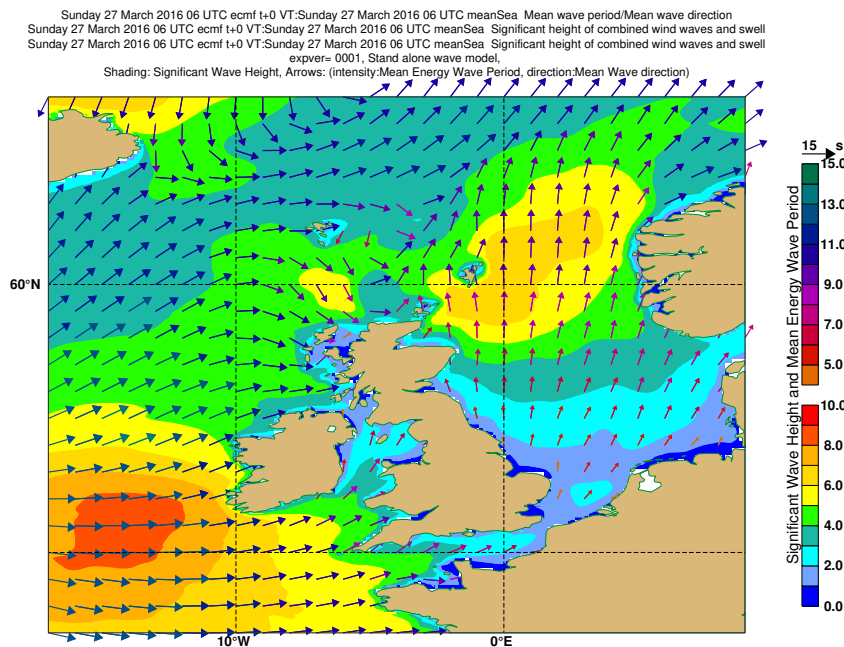 Sunday 27 March 2016 06 UTC ecmf t+0 VT:Sunday 27 March 2016 06 UTC meanSea Mean wave period/Mean wave direction
Sunday 27 March 2016 06 UTC ecmf t+0 VT:Sunday 27 March 2016 06 UTC meanSea Significant height of combined wind waves and swell
Sunday 27 March 2016 06 UTC ecmf t+0 VT:Sunday 27 March 2016 06 UTC meanSea Significant height of combined wind waves and swell
expver= 0001, Stand alone wave model,
Shading: Significant Wave Height, Arrows: (intensity:Mean Energy Wave Period, direction:Mean Wave direction)
15 s
15.0
13.0
11.0
9.0
7.0
5.0
10.0
8.0
6.0
4.0
2.0
0.0
Significant Wave Height and Mean Energy Wave Period
60°N
10°W
0°E